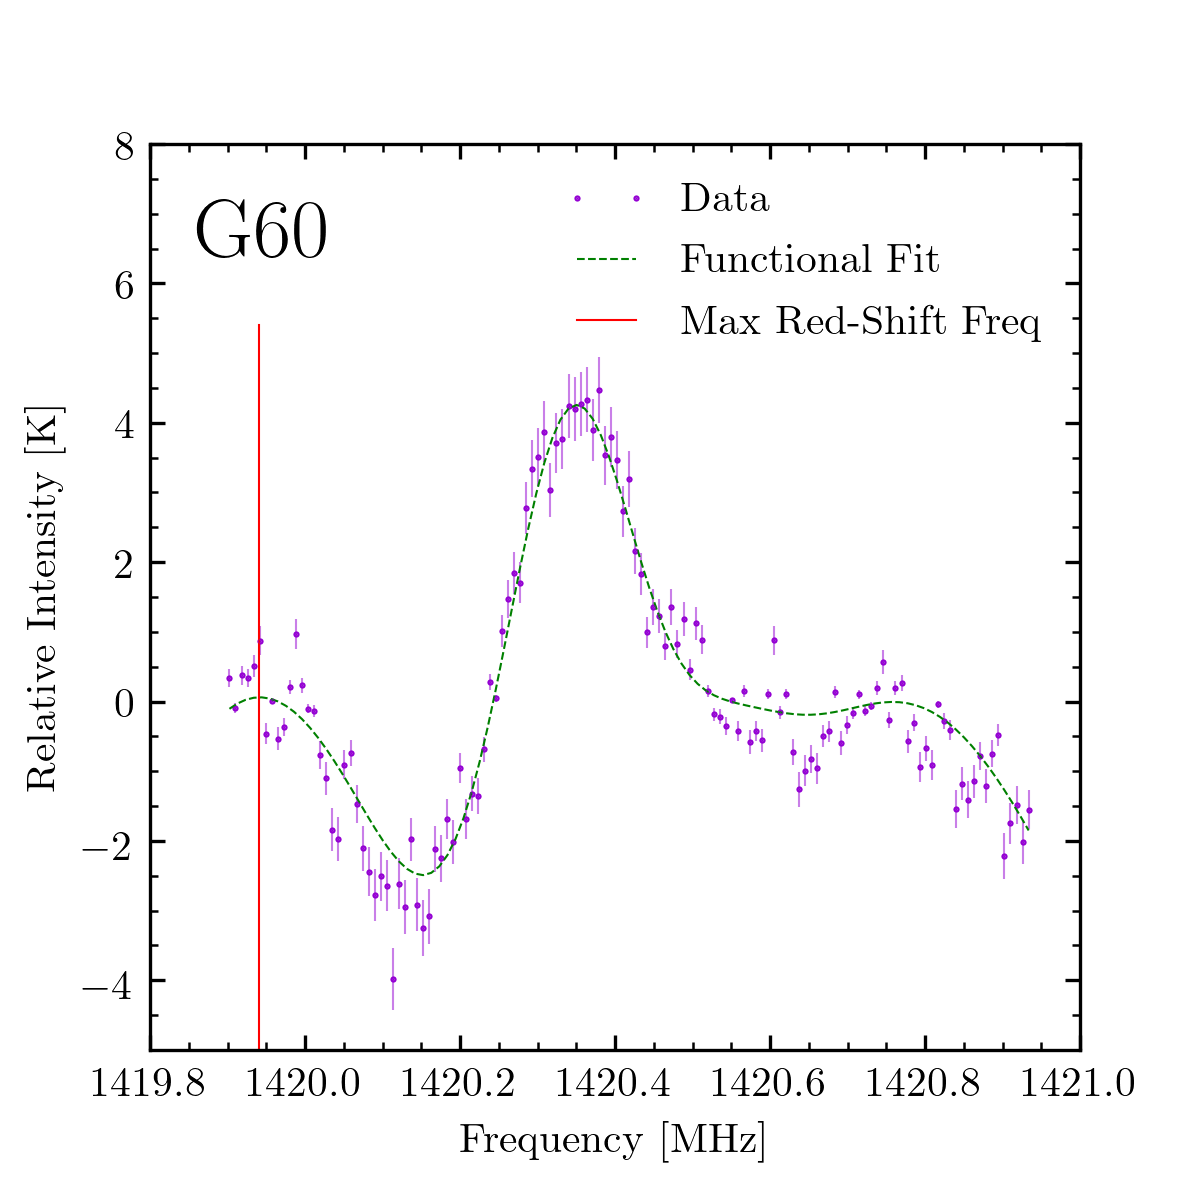 G60
Data
Functional Fit
Max Red-Shift Freq
8
6
4
2
0
−2
−4
Relative Intensity [K]
1419.8 1420.0 1420.2 1420.4 1420.6 1420.8 1421.0
Frequency [MHz]